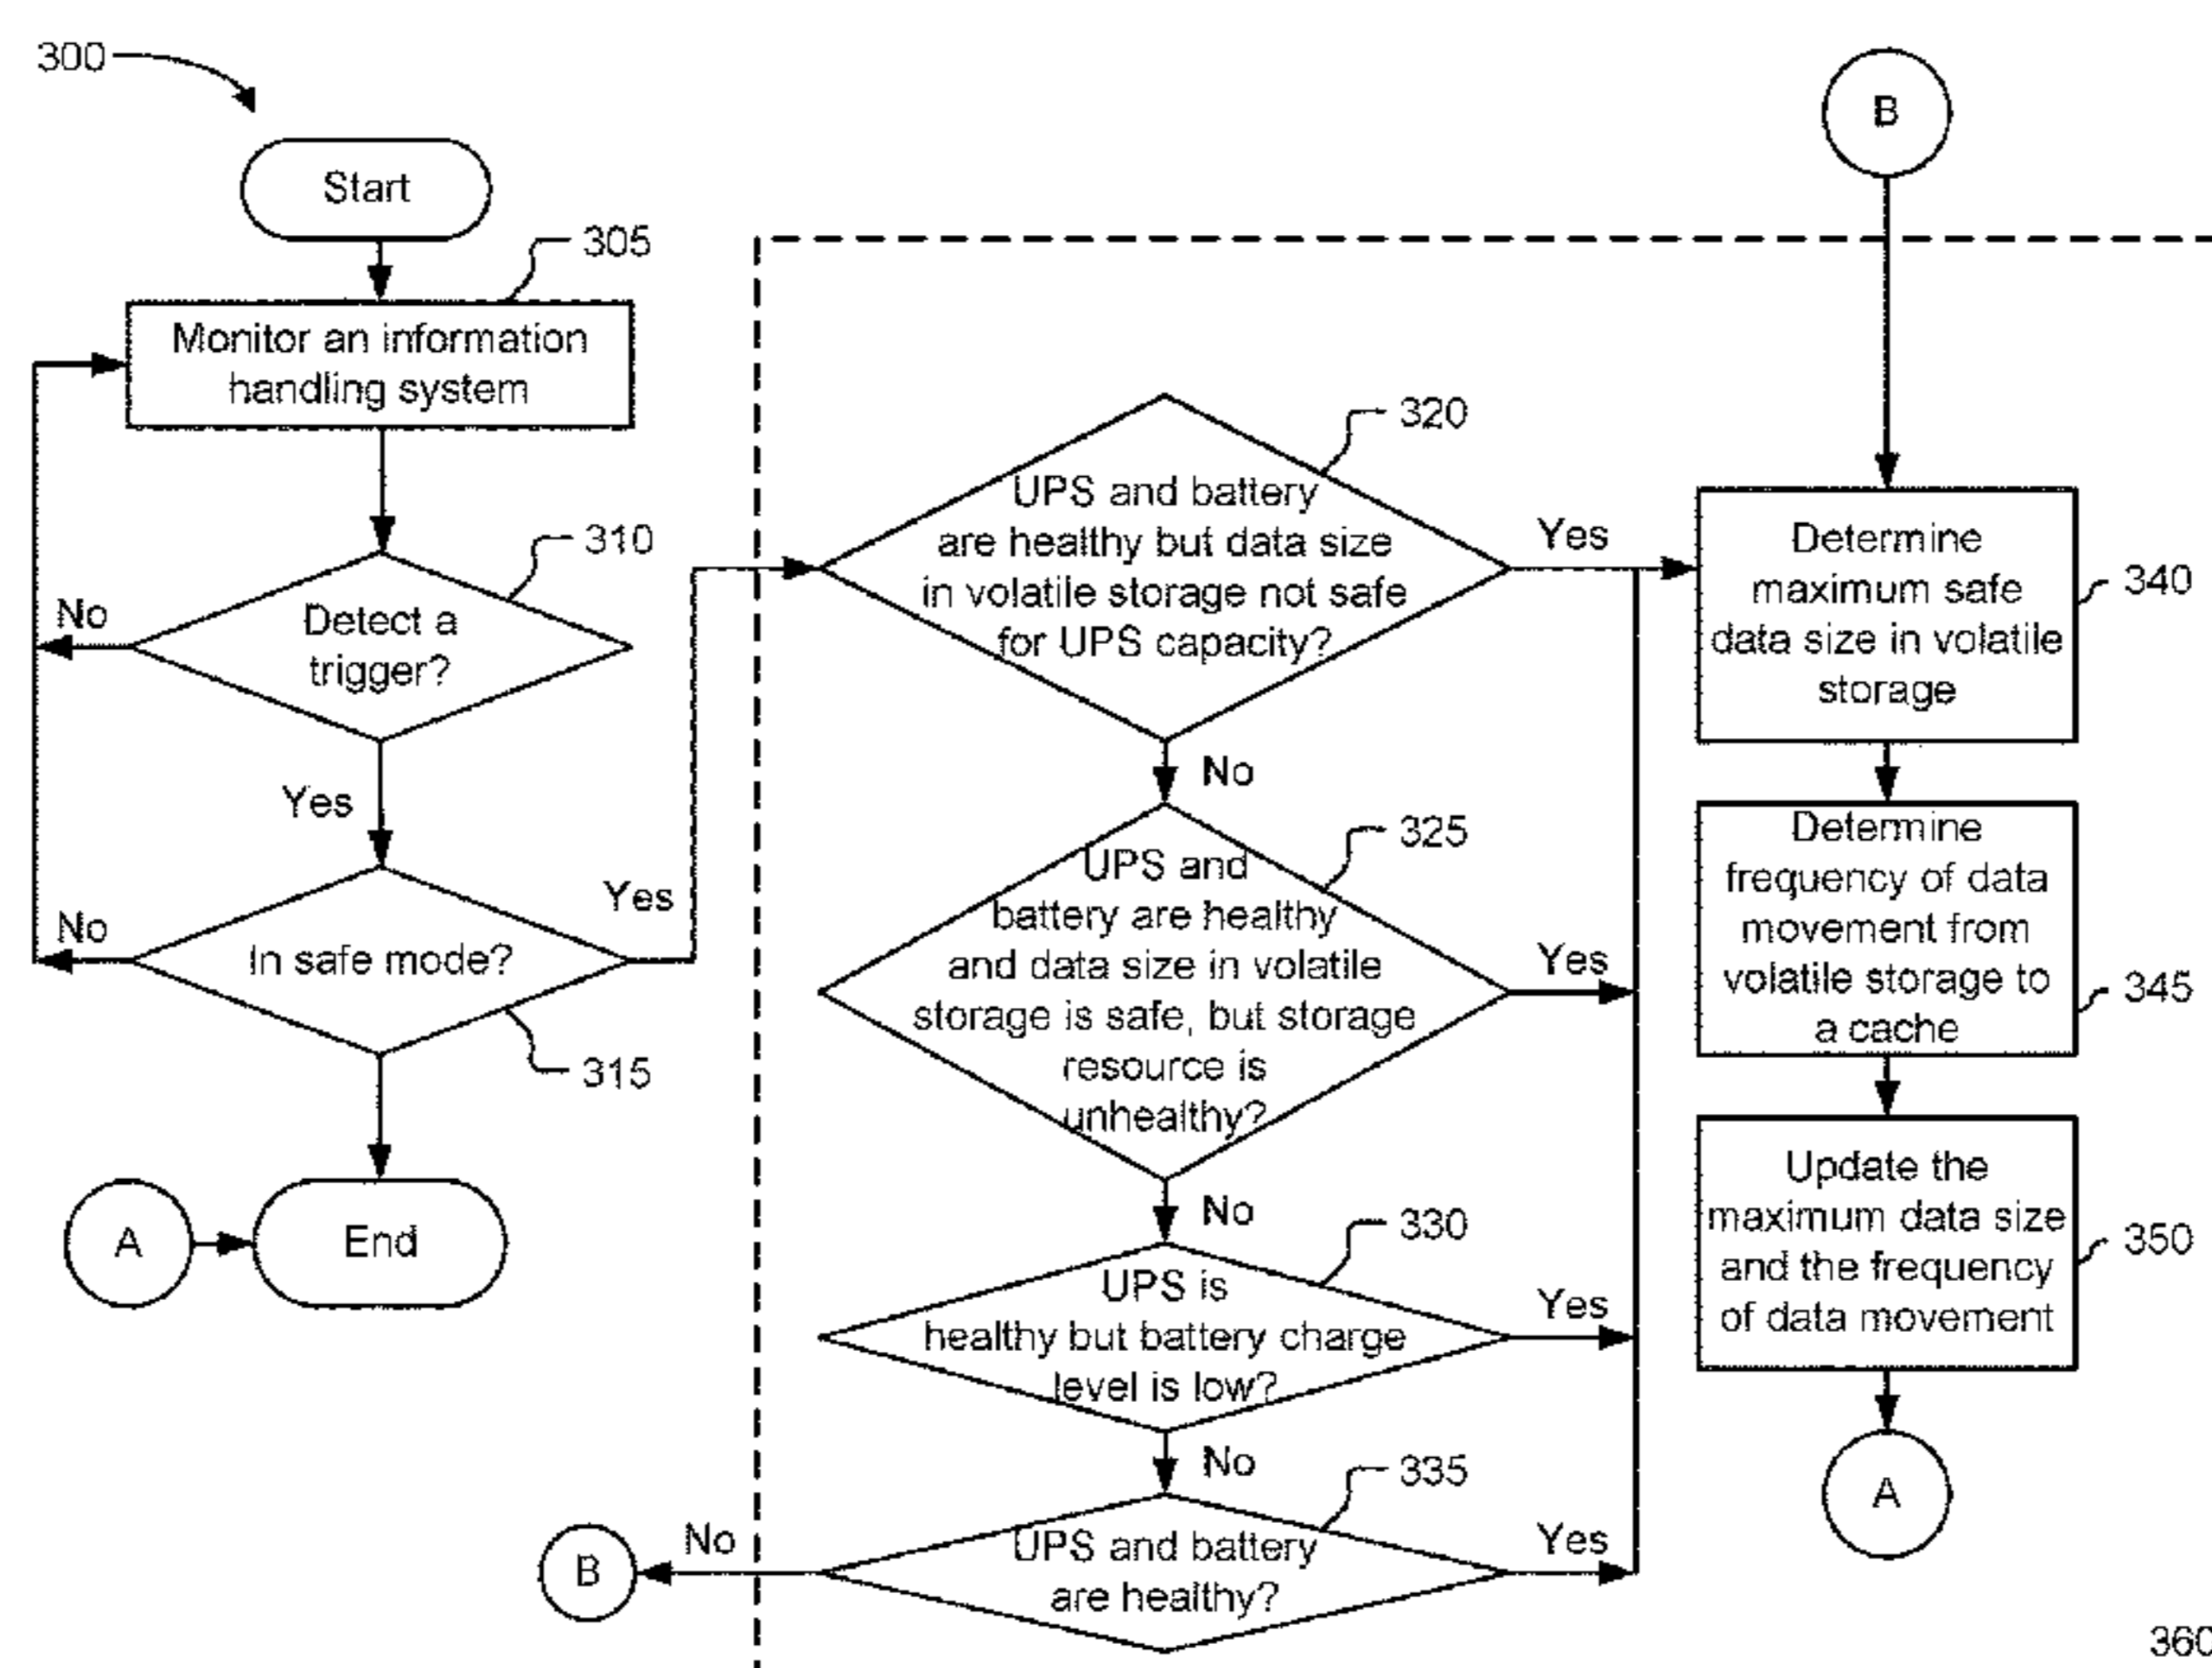 300
Start
305
Monitor an information
handling system
310
No
Detect a
trigger?
Yes
No
In safe mode?
Yes
315
A
End
320
UPS and battery
are healthy but data size
in volatile storage not safe
for UPS capacity?
Yes
No
325
UPS and
battery are healthy
and data size in volatile
storage is safe, but storage
resource is
unhealthy?
Yes
No
330
UPS is
healthy but battery charge
level is low?
Yes
No
335
UPS and battery
are healthy?
Yes
No
B
B
Determine
maximum safe
data size in volatile
storage
340
Determine
frequency of data
movement from
volatile storage to
a cache
345
Update the
maximum data size
and the frequency
of data movement
350
A
360